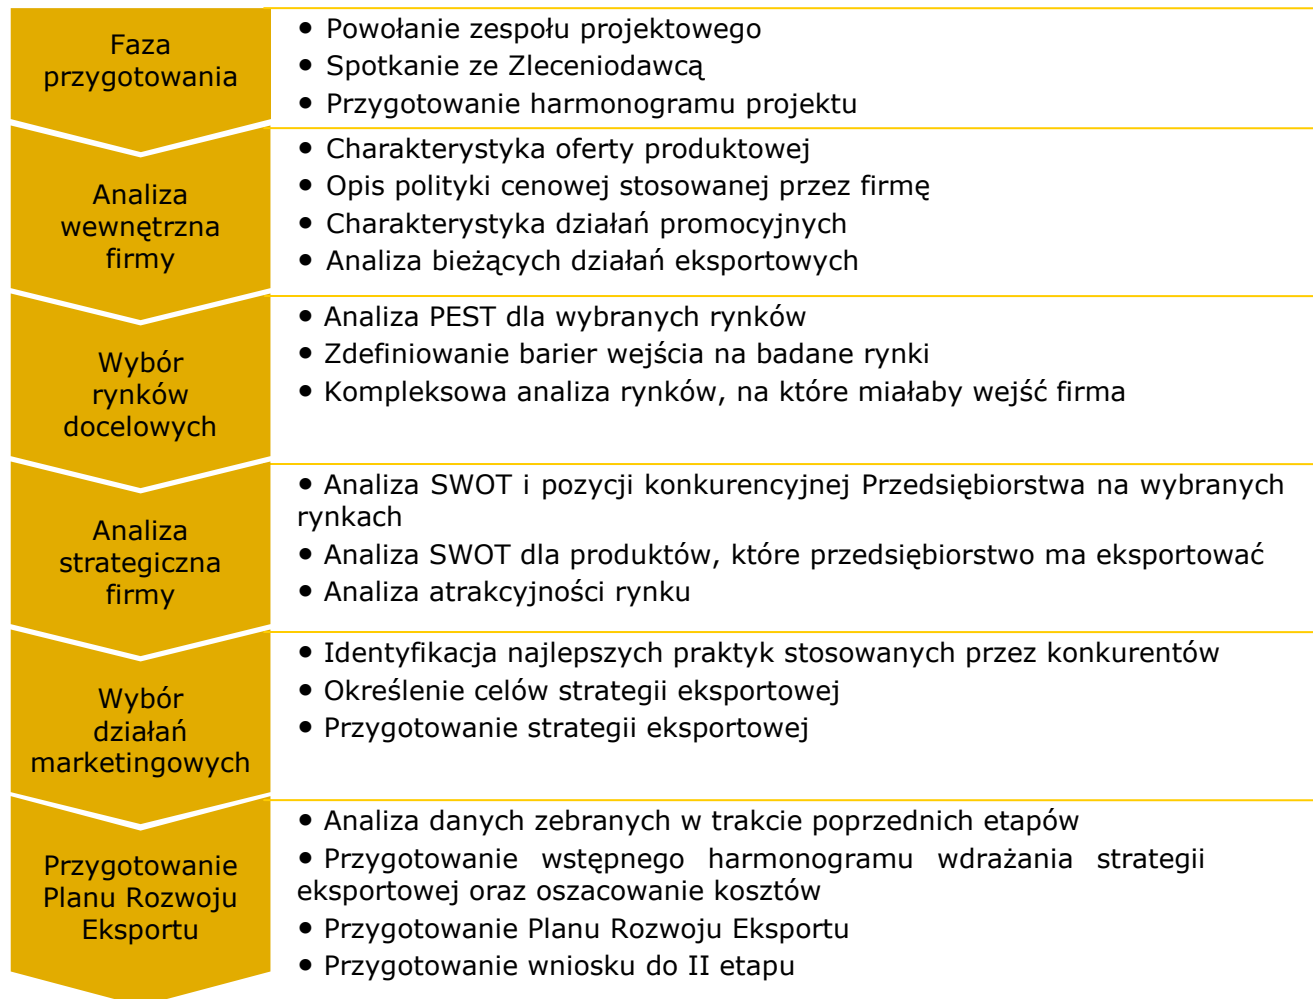 Faza
przygotowania
• Powołanie zespołu projektowego
• Spotkanie ze Zleceniodawcą
• Przygotowanie harmonogramu projektu
Analiza
wewnętrzna
firmy
• Charakterystyka oferty produktowej
• Opis polityki cenowej stosowanej przez firmę
• Charakterystyka działań promocyjnych
• Analiza bieżących działań eksportowych
Wybór
rynków
docelowych
• Analiza PEST dla wybranych rynków
• Zdefiniowanie barier wejścia na badane rynki
• Kompleksowa analiza rynków, na które miałaby wejść firma
Analiza
strategiczna
firmy
• Analiza SWOT i pozycji konkurencyjnej Przedsiębiorstwa na wybranych
rynkach
• Analiza SWOT dla produktów, które przedsiębiorstwo ma eksportować
• Analiza atrakcyjności rynku
Wybór
działań
marketingowych
• Identyfikacja najlepszych praktyk stosowanych przez konkurentów
• Określenie celów strategii eksportowej
• Przygotowanie strategii eksportowej
Przygotowanie
Planu Rozwoju
Eksportu
• Analiza danych zebranych w trakcie poprzednich etapów
• Przygotowanie wstępnego harmonogramu wdrażania strategii
eksportowej oraz oszacowanie kosztów
• Przygotowanie Planu Rozwoju Eksportu
• Przygotowanie wniosku do II etapu